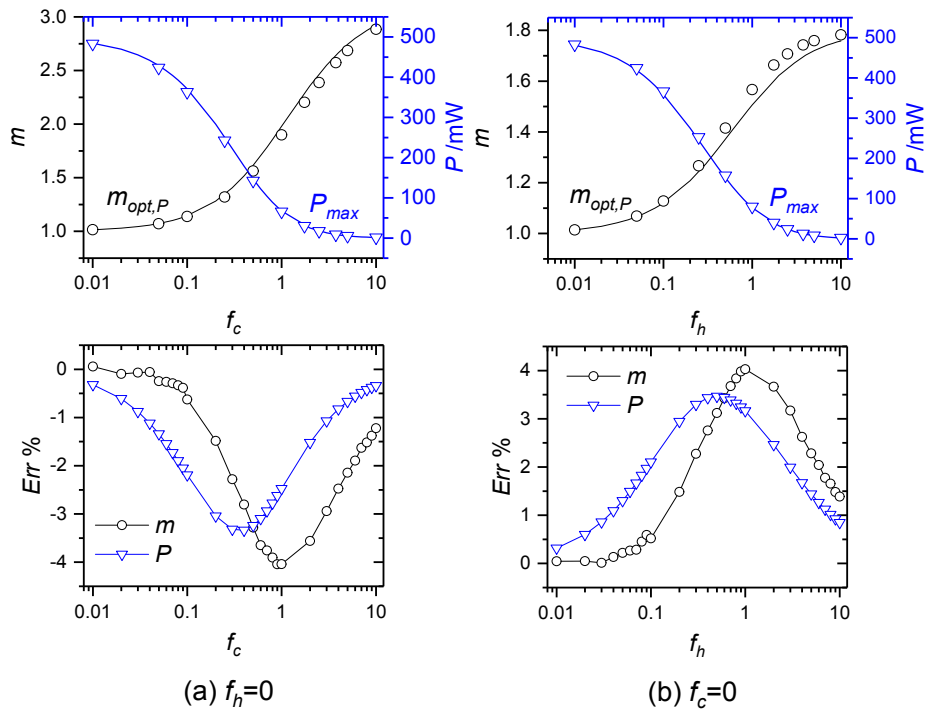 3.0
2.5
2.0
1.5
1.0
m
500
400
300
200
100
0
P /mW
m_opt,P
P_max
0.01
0.1
1
10
f_c
1.8
1.6
1.4
1.2
1.0
m
500
400
300
200
100
0
P /mW
m_opt,P
P_max
0.01
0.1
1
10
f_h
0
-1
-2
-3
-4
Err %
m
P
0.01
0.1
1
10
f_c
4
3
2
1
0
Err %
m
P
0.01
0.1
1
10
f_h
(a) f_h=0
(b) f_c=0